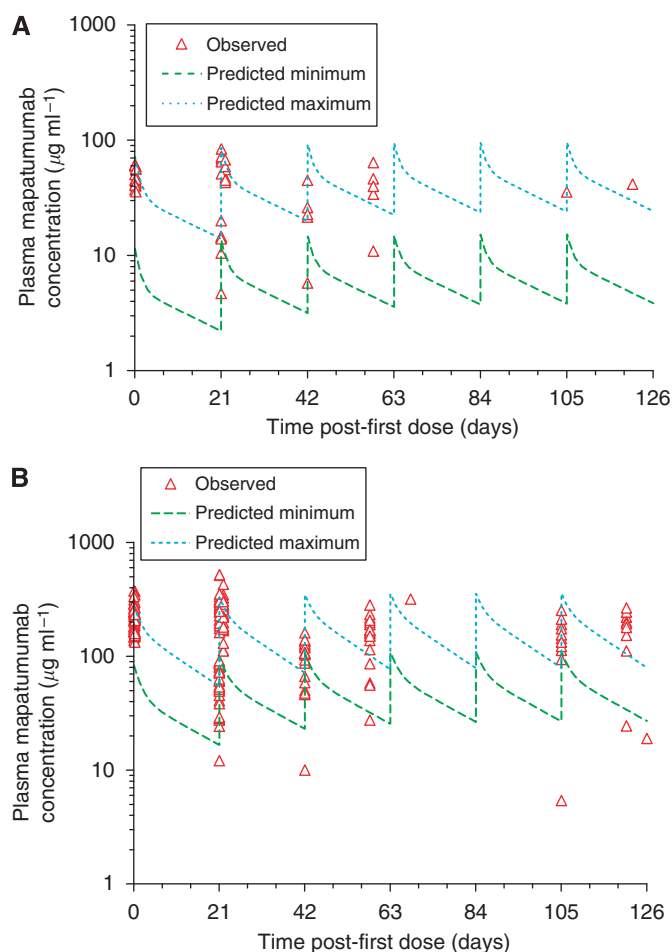 A
1000
100
10
1
Plasma mapatumumab
concentration (μg ml−1)
Observed
Predicted minimum
Predicted maximum
0 21 42 63 84 105 126
Time post-first dose (days)
B
Observed
Predicted minimum
Predicted maximum
1000
100
10
1
Plasma mapatumumab
concentration (μg ml−1)
0 21 42 63 84 105 126
Time post-first dose (days)